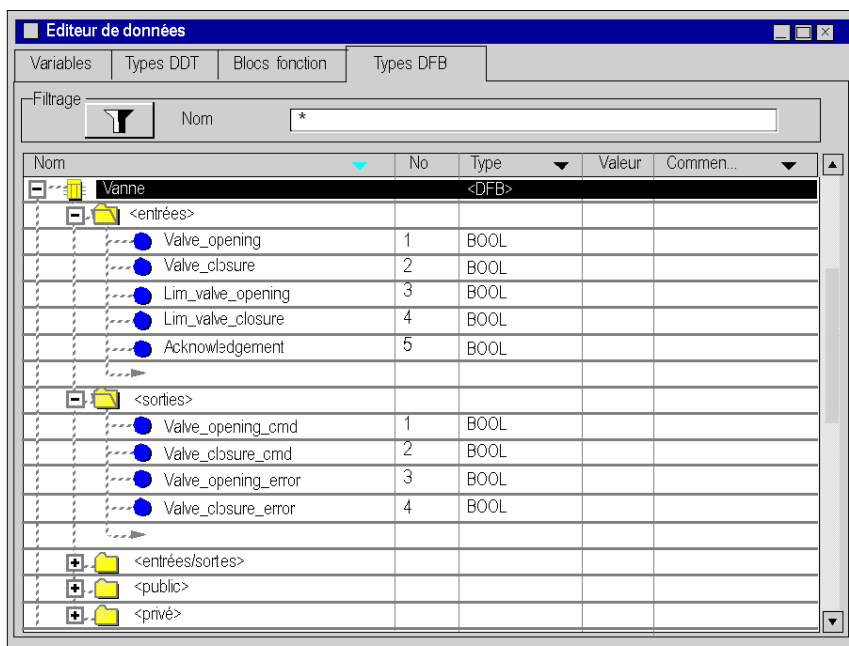 Editeur de données
Variables Types DDT Blocs fonction Types DFB
Filtrage
Nom *
Nom No Type Valeur Commen...
Vanne <DFB>
<entrées>
Valve_opening 1 BOOL
Valve_closure 2 BOOL
Lim_valve_opening 3 BOOL
Lim_valve_closure 4 BOOL
Acknowledgement 5 BOOL
<sorties>
Valve_opening_cmd 1 BOOL
Valve_closure_cmd 2 BOOL
Valve_opening_error 3 BOOL
Valve_closure_error 4 BOOL
<entrées/sortes>
<public>
<privé>